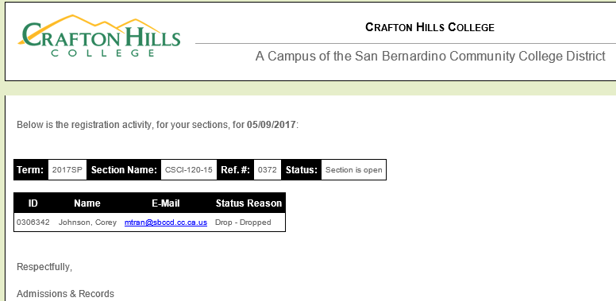 CRAFTON HILLS
COLLEGE
CRAFTON HILLS COLLEGE
A Campus of the San Bernardino Community College District
Below is the registration activity, for your sections, for 05/09/2017:
Term: 2017SP Section Name: CSCI-120-15 Ref. #: 0372 Status: Section is open
ID Name E-Mail Status Reason
0306342 Johnson, Corey mtran@sbccd.cc.ca.us Drop - Dropped
Respectfully,
Admissions & Records